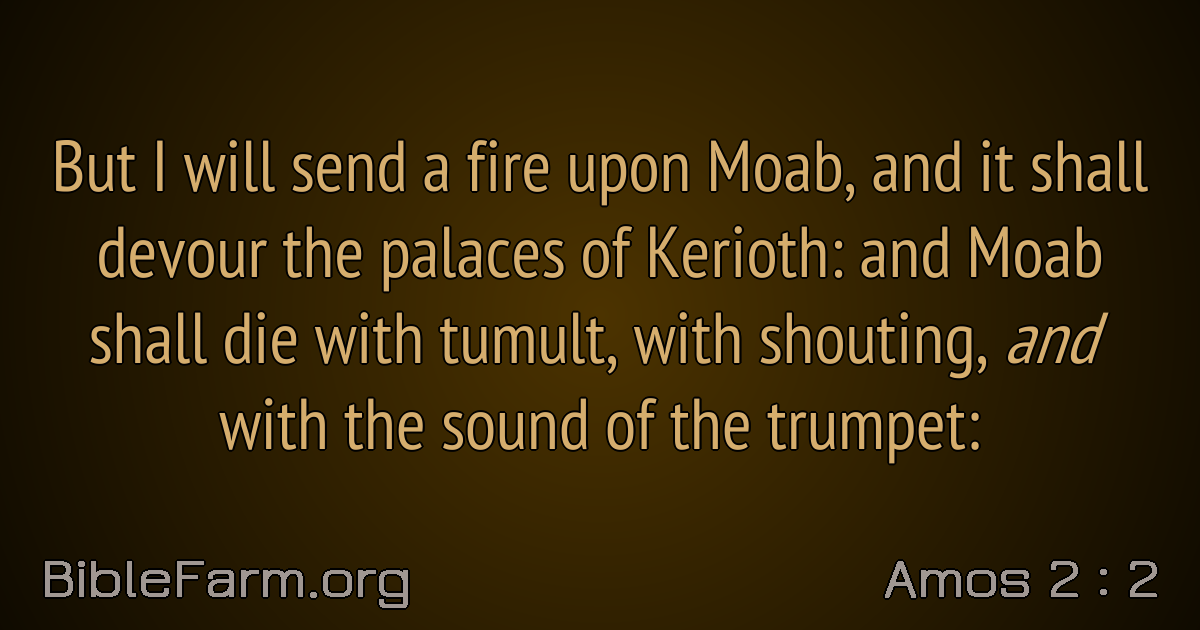 But I will send a fire upon Moab, and it shall
devour the palaces of Kerioth: and Moab
shall die with tumult, with shouting, and
with the sound of the trumpet:
BibleFarm.org
Amos 2 : 2